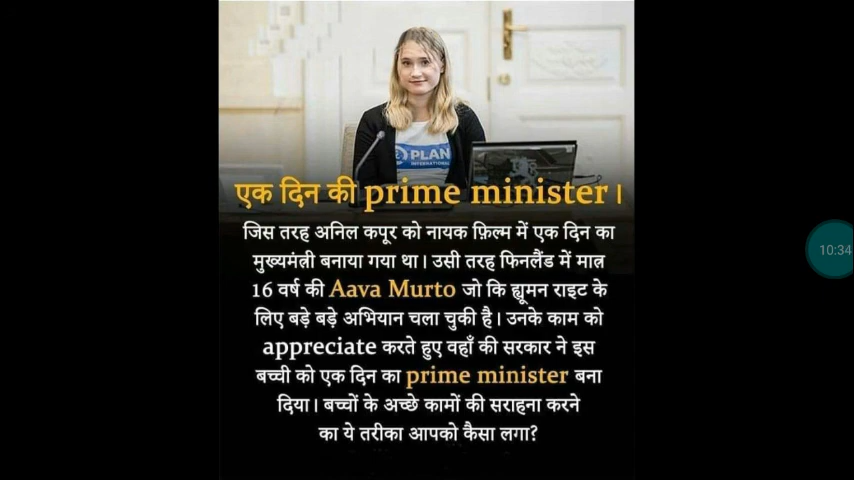 PLAN
INTERNATIONAL
एक दिन की prime minister।
जिस तरह अनिल कपूर को नायक फ़िल्म में एक दिन का
मुख्यमंत्री बनाया गया था। उसी तरह फिनलैंड में मात्र
16 वर्ष की Aava Murto जो कि ह्यूमन राइट के
लिए बड़े बड़े अभियान चला चुकी है। उनके काम को
appreciate करते हुए वहाँ की सरकार ने इस
बच्ची को एक दिन का prime minister बना
दिया। बच्चों के अच्छे कामों की सराहना करने
का ये तरीका आपको कैसा लगा?
10:34